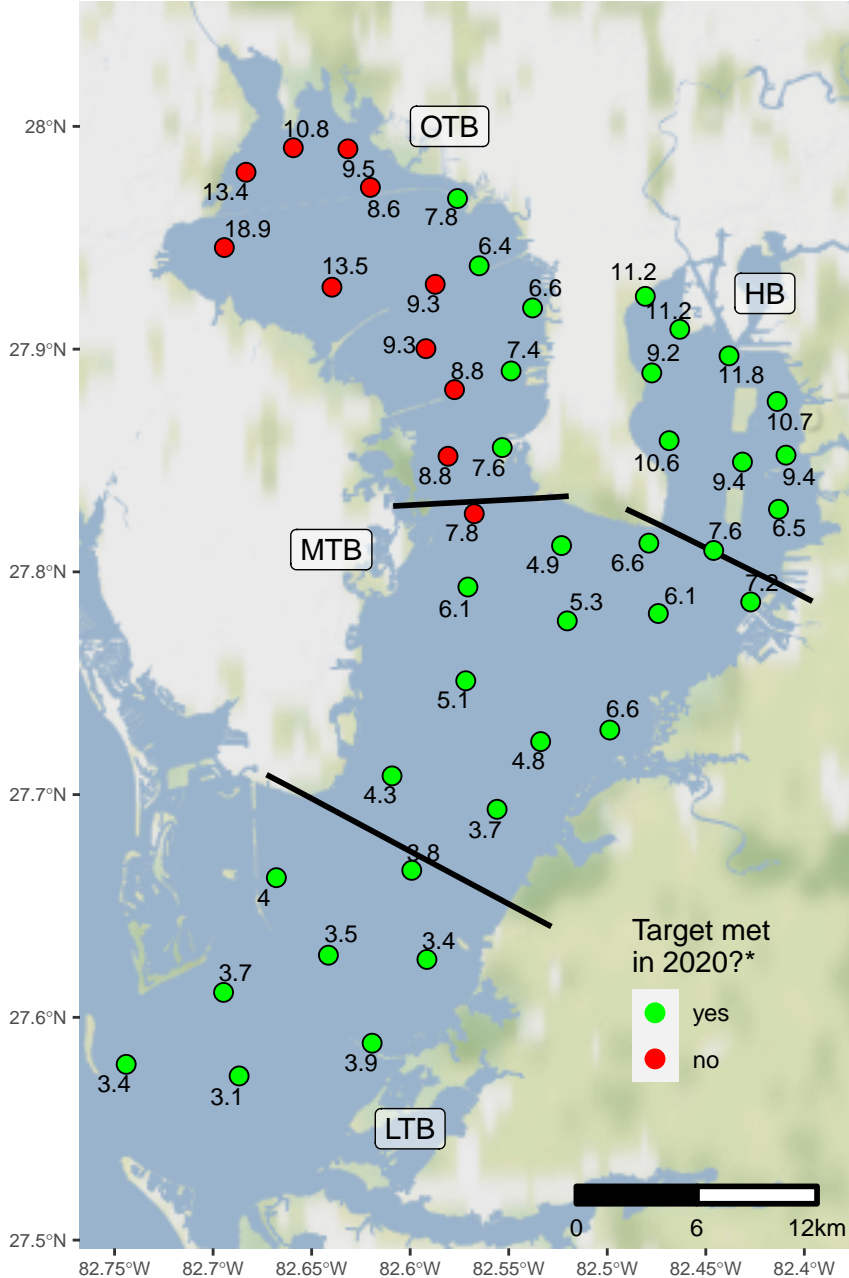 OTB
10.8
9.5
13.4
8.6
7.8
18.9
6.4
13.5
9.3
6.6
11.2
HB
11.2
9.3
7.4
9.2
11.8
8.8
10.7
7.6
10.6
9.4
9.4
8.8
6.5
7.8
MTB
4.9
6.6
7.6
7.2
6.1
5.3
6.1
5.1
6.6
4.8
4.3
3.7
3.8
4
3.5
3.4
3.7
3.9
3.4
3.1
LTB
Target met
in 2020?*
yes
no
0 6 12km
28°N
27.9°N
27.8°N
27.7°N
27.6°N
27.5°N
82.75°W 82.7°W 82.65°W 82.6°W 82.55°W 82.5°W 82.45°W 82.4°W